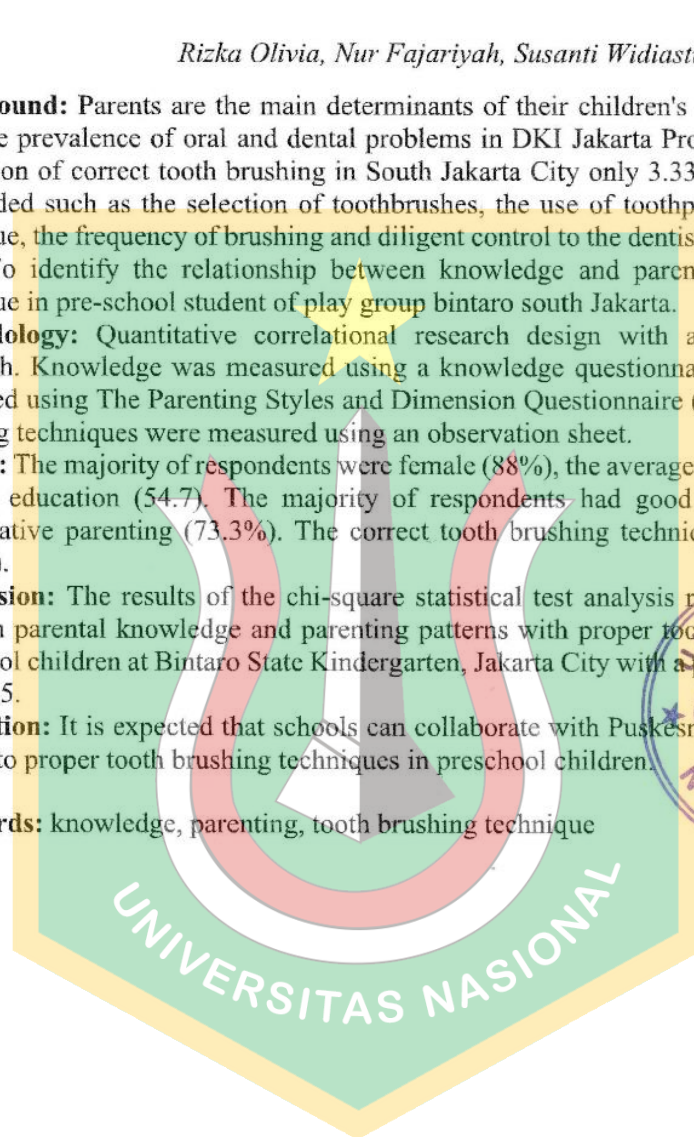 Rizka Olivia, Nur Fajariyah, Susanti Widiasti
ound: Parents are the main determinants of their children's
e prevalence of oral and dental problems in DKI Jakarta Pro
on of correct tooth brushing in South Jakarta City only 3.33
ded such as the selection of toothbrushes, the use of toothp
ue, the frequency of brushing and diligent control to the dentis
o identify the relationship between knowledge and paren
ue in pre-school student of play group bintaro south Jakarta.
lology: Quantitative correlational research design with a
h. Knowledge was measured using a knowledge questionna
ed using The Parenting Styles and Dimension Questionnaire (
g techniques were measured using an observation sheet.
: The majority of respondents were female (88%), the average
education (54.7). The majority of respondents had good
ative parenting (73.3%). The correct tooth brushing techni
).
sion: The results of the chi-square statistical test analysis
n parental knowledge and parenting patterns with proper too
ol children at Bintaro State Kindergarten, Jakarta City with a
5.
tion: It is expected that schools can collaborate with Puskesm
to proper tooth brushing techniques in preschool children.
rds: knowledge, parenting, tooth brushing technique
UNIVERSITAS NASIONAL